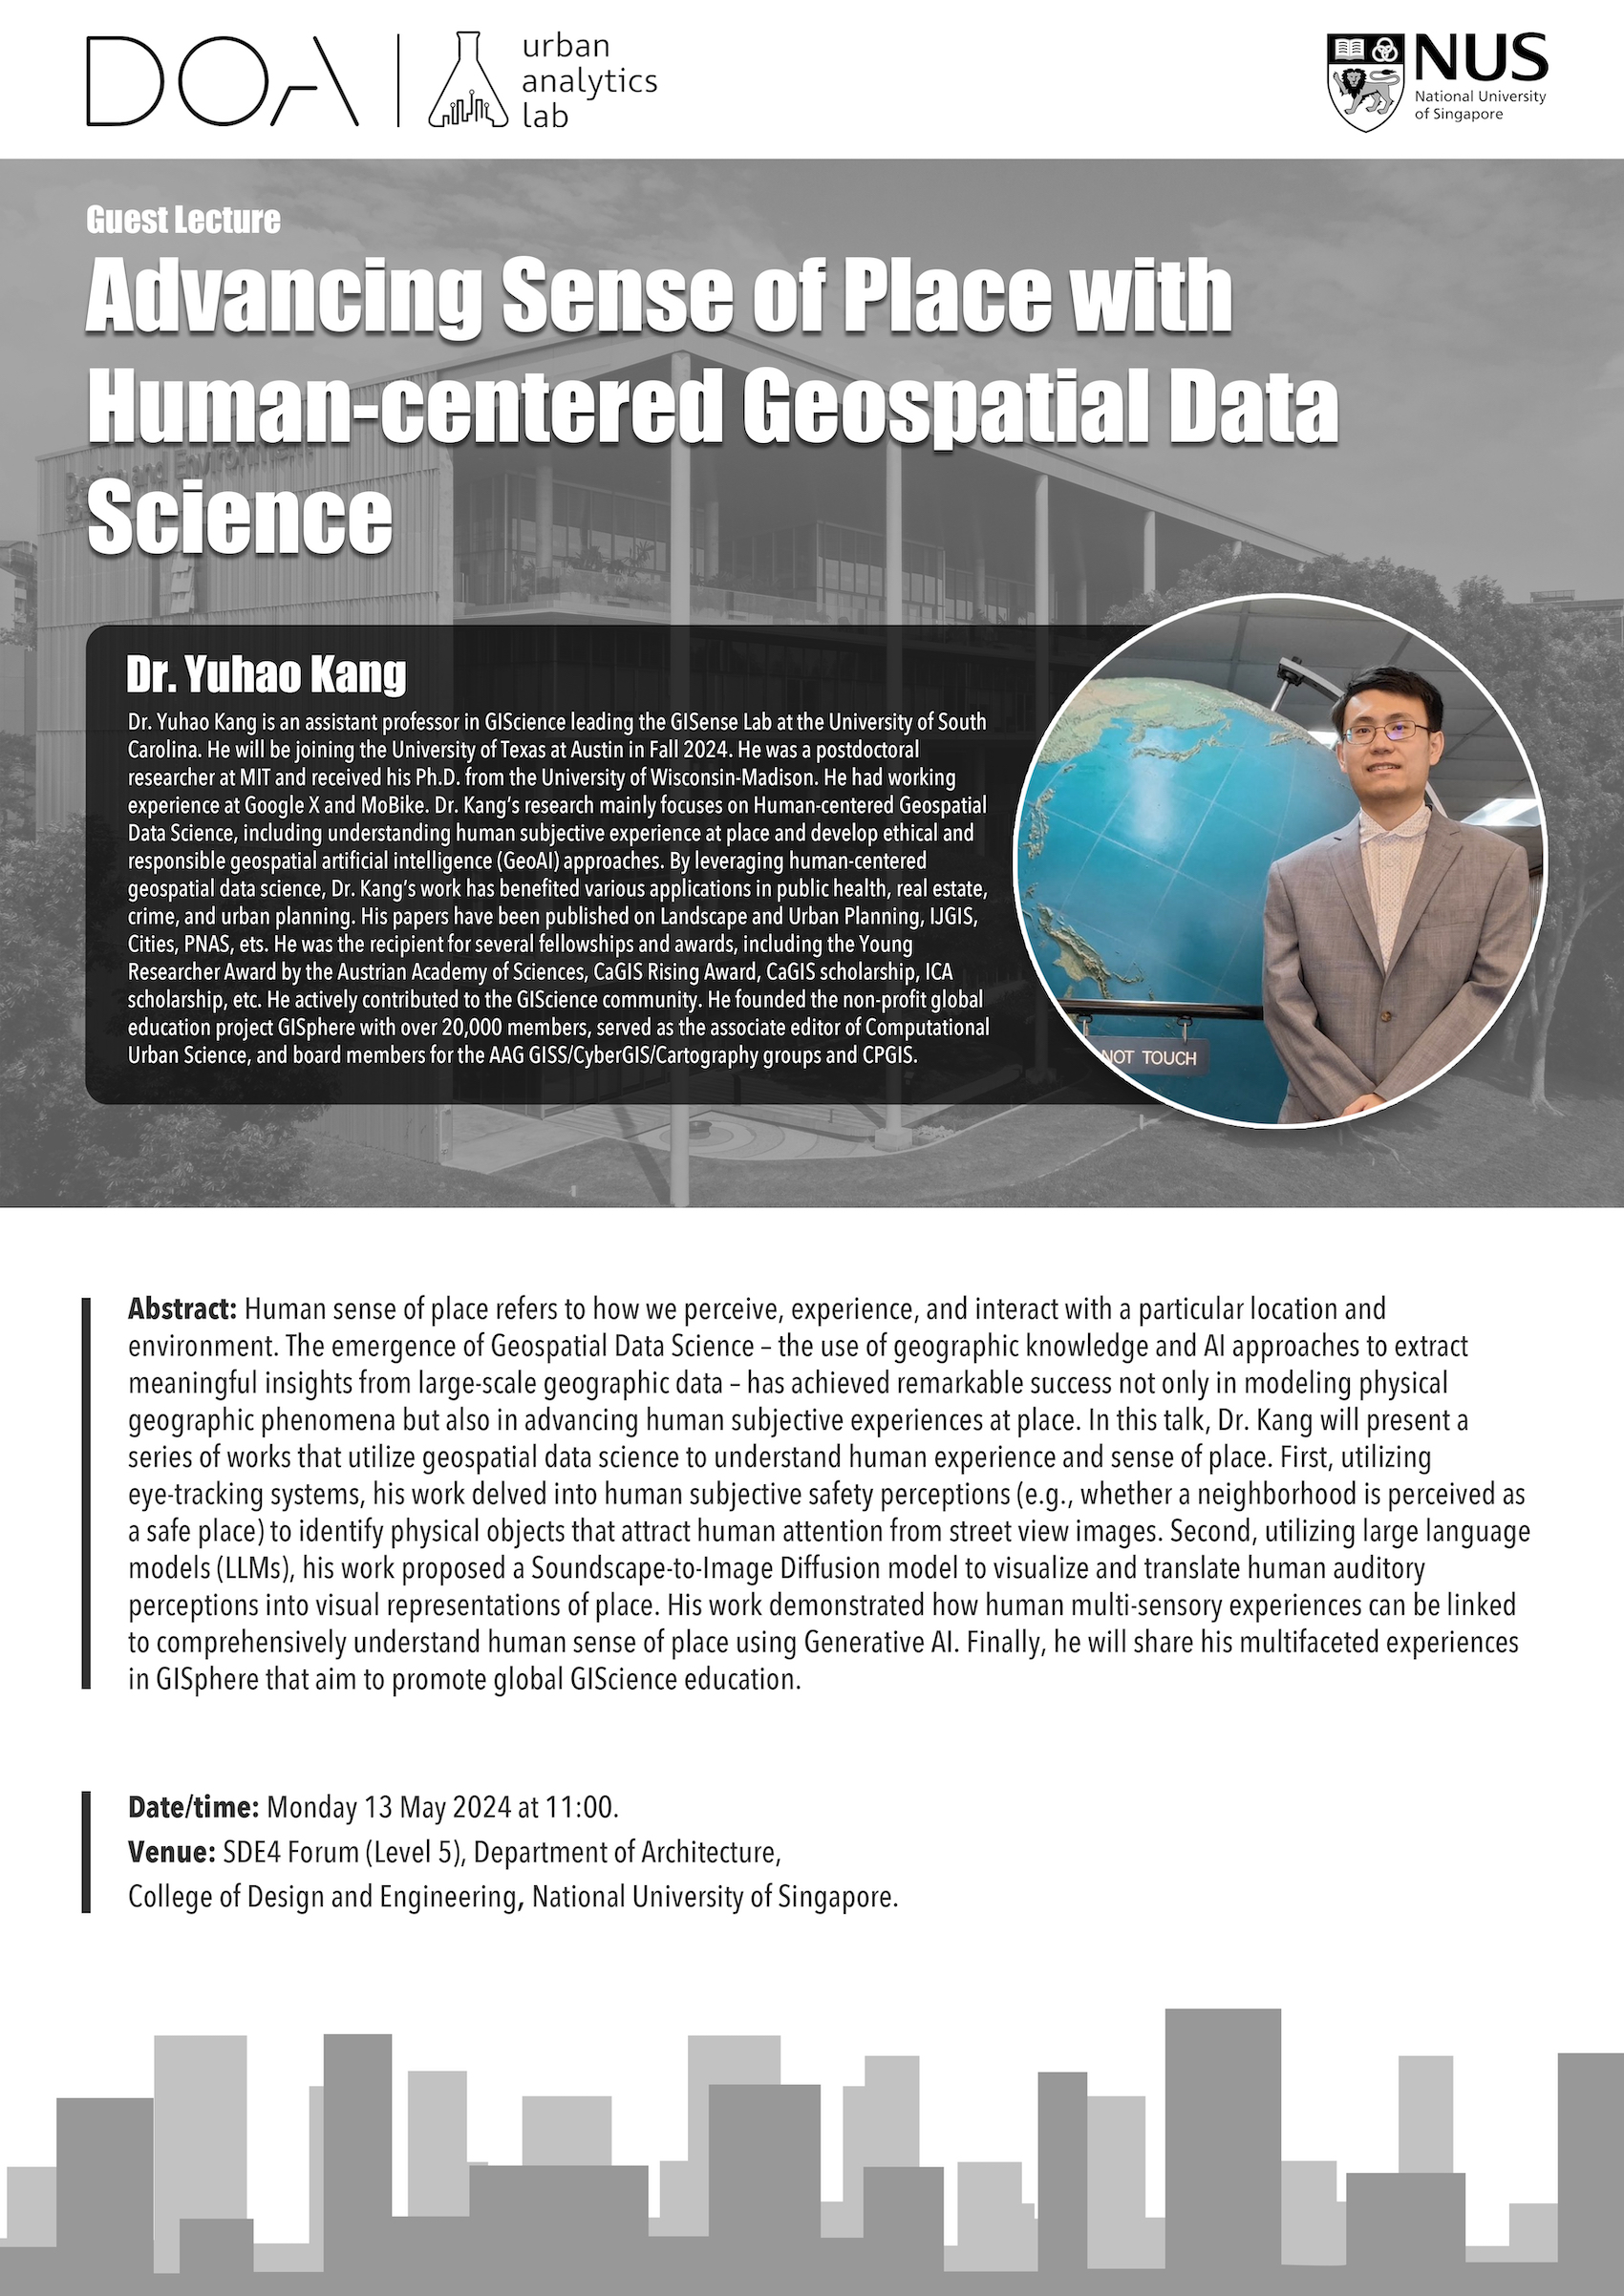 DOA
urban
analytics
lab
NUS
National University
of Singapore
Guest Lecture
Advancing Sense of Place with
Human-centered Geospatial Data
Science
Dr. Yuhao Kang
Dr. Yuhao Kang is an assistant professor in GIScience leading the GISense Lab at the University of South
Carolina. He will be joining the University of Texas at Austin in Fall 2024. He was a postdoctoral
researcher at MIT and received his Ph.D. from the University of Wisconsin-Madison. He had working
experience at Google X and MoBike. Dr. Kang's research mainly focuses on Human-centered Geospatial
Data Science, including understanding human subjective experience at place and develop ethical and
responsible geospatial artificial intelligence (GeoAI) approaches. By leveraging human-centered
geospatial data science, Dr. Kang's work has benefited various applications in public health, real estate,
crime, and urban planning. His papers have been published on Landscape and Urban Planning, IJGIS,
Cities, PNAS, ets. He was the recipient for several fellowships and awards, including the Young
Researcher Award by the Austrian Academy of Sciences, CaGIS Rising Award, CaGIS scholarship, ICA
scholarship, etc. He actively contributed to the GIScience community. He founded the non-profit global
education project GISphere with over 20,000 members, served as the associate editor of Computational
Urban Science, and board members for the AAG GISS/CyberGIS/Cartography groups and CPGIS.
NOT TOUCH
Abstract: Human sense of place refers to how we perceive, experience, and interact with a particular location and
environment. The emergence of Geospatial Data Science – the use of geographic knowledge and AI approaches to extract
meaningful insights from large-scale geographic data – has achieved remarkable success not only in modeling physical
geographic phenomena but also in advancing human subjective experiences at place. In this talk, Dr. Kang will present a
series of works that utilize geospatial data science to understand human experience and sense of place. First, utilizing
eye-tracking systems, his work delved into human subjective safety perceptions (e.g., whether a neighborhood is perceived as
a safe place) to identify physical objects that attract human attention from street view images. Second, utilizing large language
models (LLMs), his work proposed a Soundscape-to-Image Diffusion model to visualize and translate human auditory
perceptions into visual representations of place. His work demonstrated how human multi-sensory experiences can be linked
to comprehensively understand human sense of place using Generative AI. Finally, he will share his multifaceted experiences
in GISphere that aim to promote global GIScience education.
Date/time: Monday 13 May 2024 at 11:00.
Venue: SDE4 Forum (Level 5), Department of Architecture,
College of Design and Engineering, National University of Singapore.